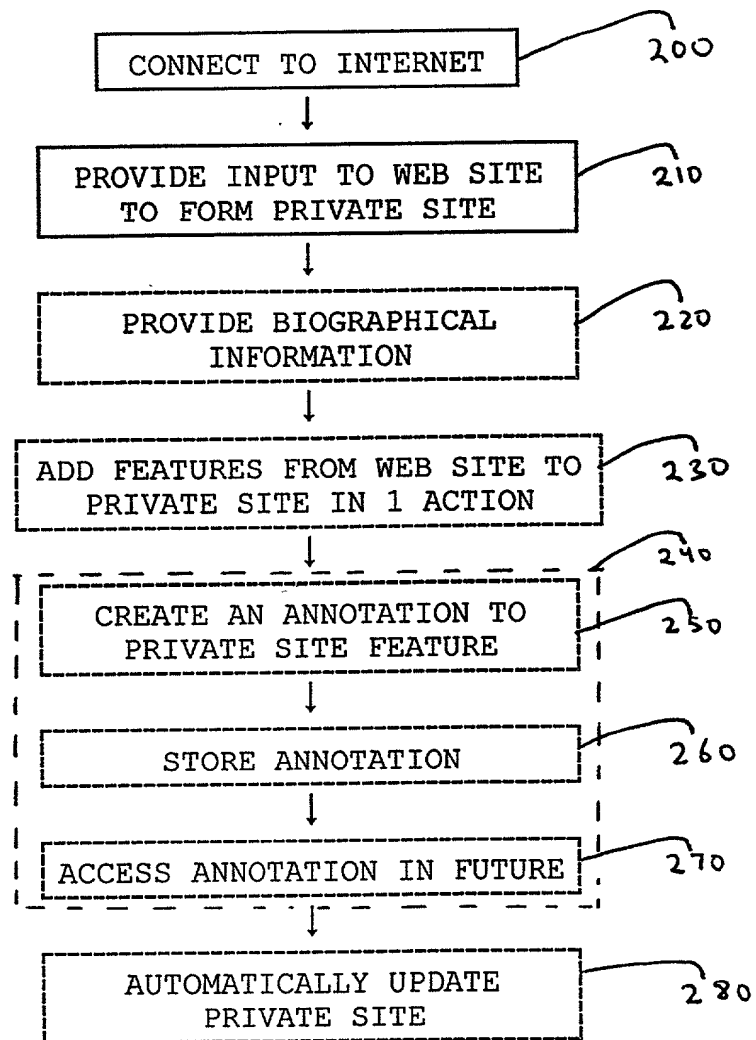 CONNECT TO INTERNET
200
PROVIDE INPUT TO WEB SITE
TO FORM PRIVATE SITE
210
PROVIDE BIOGRAPHICAL
INFORMATION
220
ADD FEATURES FROM WEB SITE TO
PRIVATE SITE IN 1 ACTION
230
240
CREATE AN ANNOTATION TO
PRIVATE SITE FEATURE
250
STORE ANNOTATION
260
ACCESS ANNOTATION IN FUTURE
270
AUTOMATICALLY UPDATE
PRIVATE SITE
280